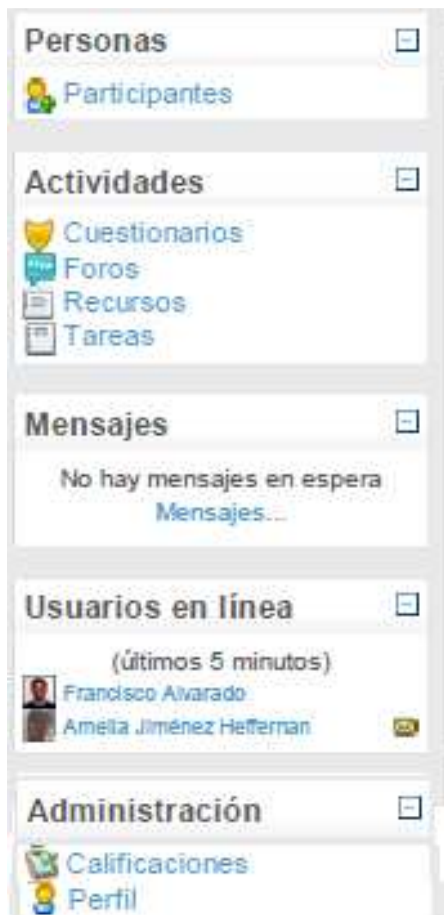 Personas
Participantes
Actividades
Cuestionarios
Foros
Recursos
Tareas
Mensajes
No hay mensajes en espera
Mensajes...
Usuarios en línea
(últimos 5 minutos)
Francisco Alvarado
Amelia Jiménez Heffernan
Administración
Calificaciones
Perfil